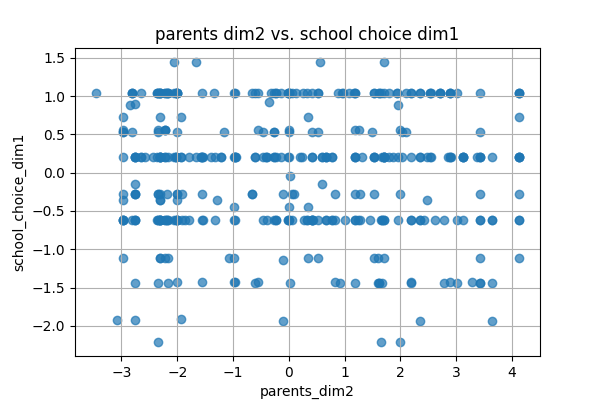 parents dim2 vs. school choice dim1
1.5
1.0
0.5
0.0
−0.5
−1.0
−1.5
−2.0
school_choice_dim1
−3 −2 −1 0 1 2 3 4
parents_dim2